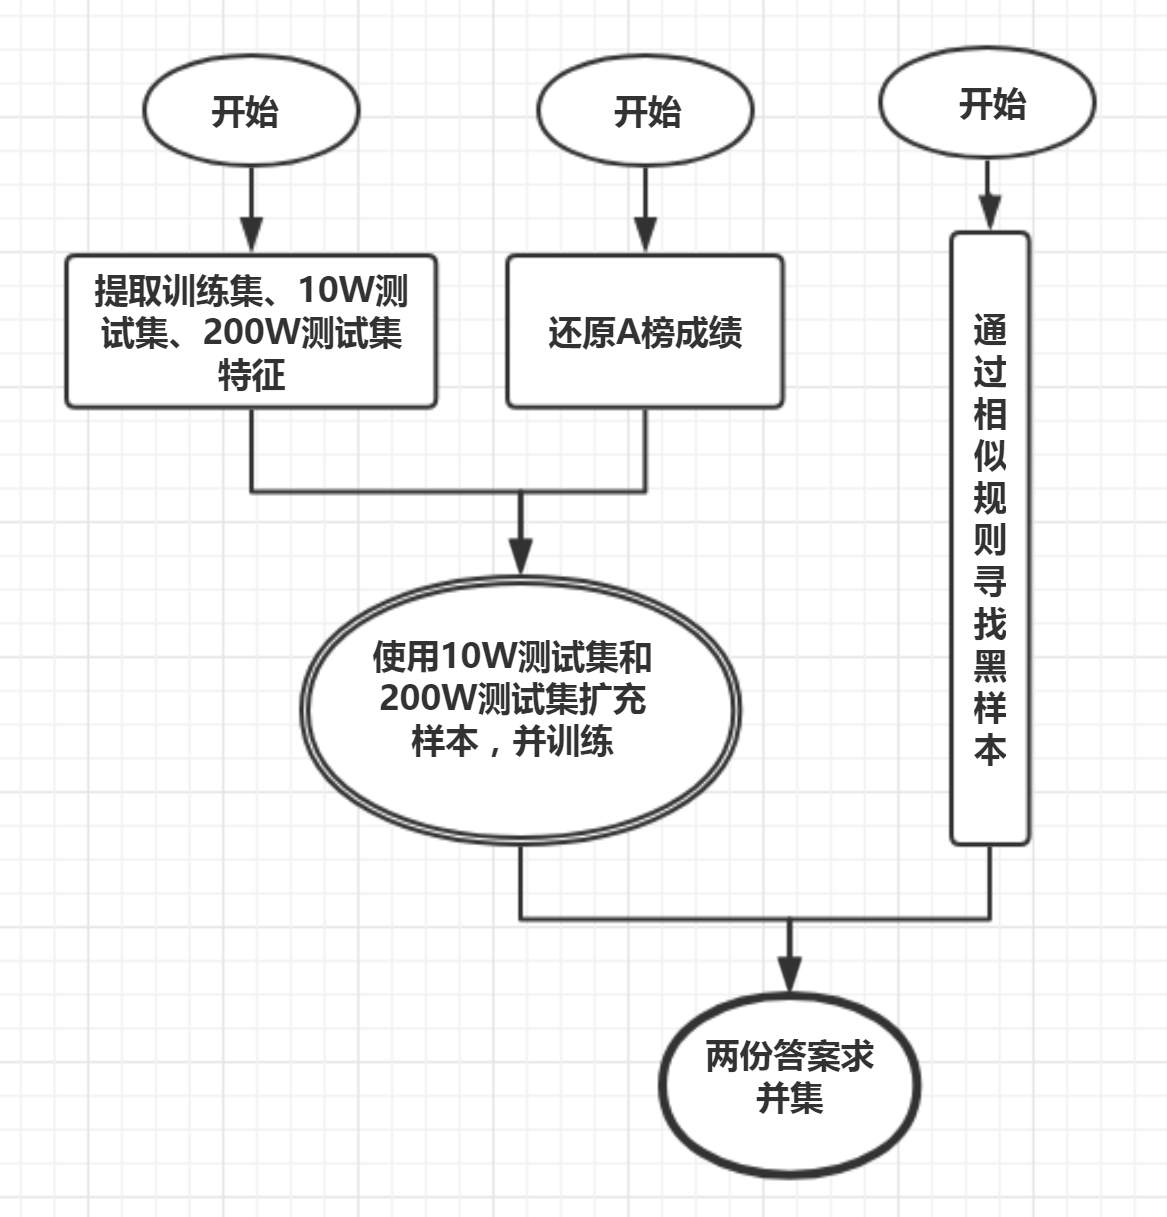 开始
开始
开始
提取训练集、10W测
试集、200W测试集
特征
还原A榜成绩
通过相似规则寻找黑样本
使用10W测试集和
200W测试集扩充
样本，并训练
两份答案求
并集